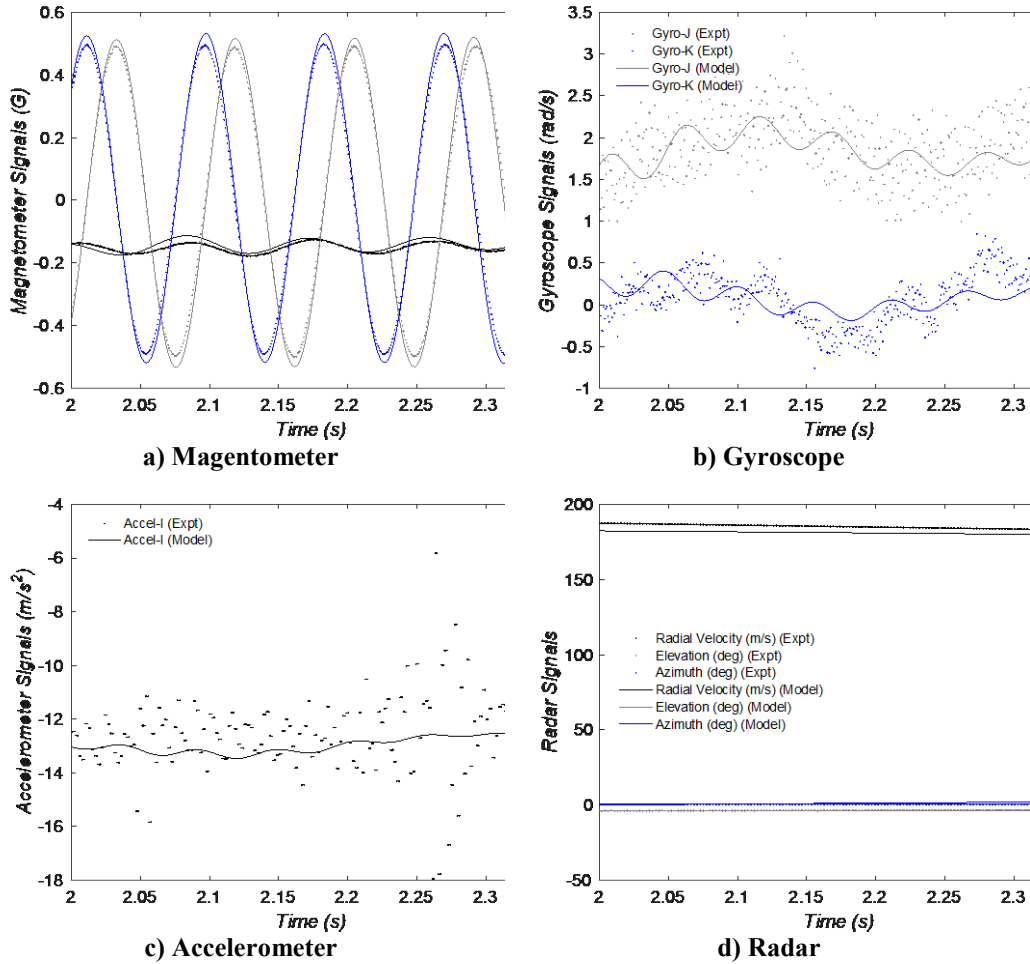 0.6
0.4
0.2
0
-0.2
-0.4
-0.6
Magnetometer Signals (G)
2 2.05 2.1 2.15 2.2 2.25 2.3
Time (s)
a) Magentometer
3.5
3
2.5
2
1.5
1
0.5
0
-0.5
-1
Gyroscope Signals (rad/s)
Gyro-J (Expt)
Gyro-K (Expt)
Gyro-J (Model)
Gyro-K (Model)
2 2.05 2.1 2.15 2.2 2.25 2.3
Time (s)
b) Gyroscope
-4
-6
-8
-10
-12
-14
-16
-18
Accelerometer Signals (m/s²)
Accel-I (Expt)
Accel-I (Model)
2 2.05 2.1 2.15 2.2 2.25 2.3
Time (s)
c) Accelerometer
200
150
100
50
0
-50
Radar Signals
Radial Velocity (m/s) (Expt)
Elevation (deg) (Expt)
Azimuth (deg) (Expt)
Radial Velocity (m/s) (Model)
Elevation (deg) (Model)
Azimuth (deg) (Model)
2 2.05 2.1 2.15 2.2 2.25 2.3
Time (s)
d) Radar